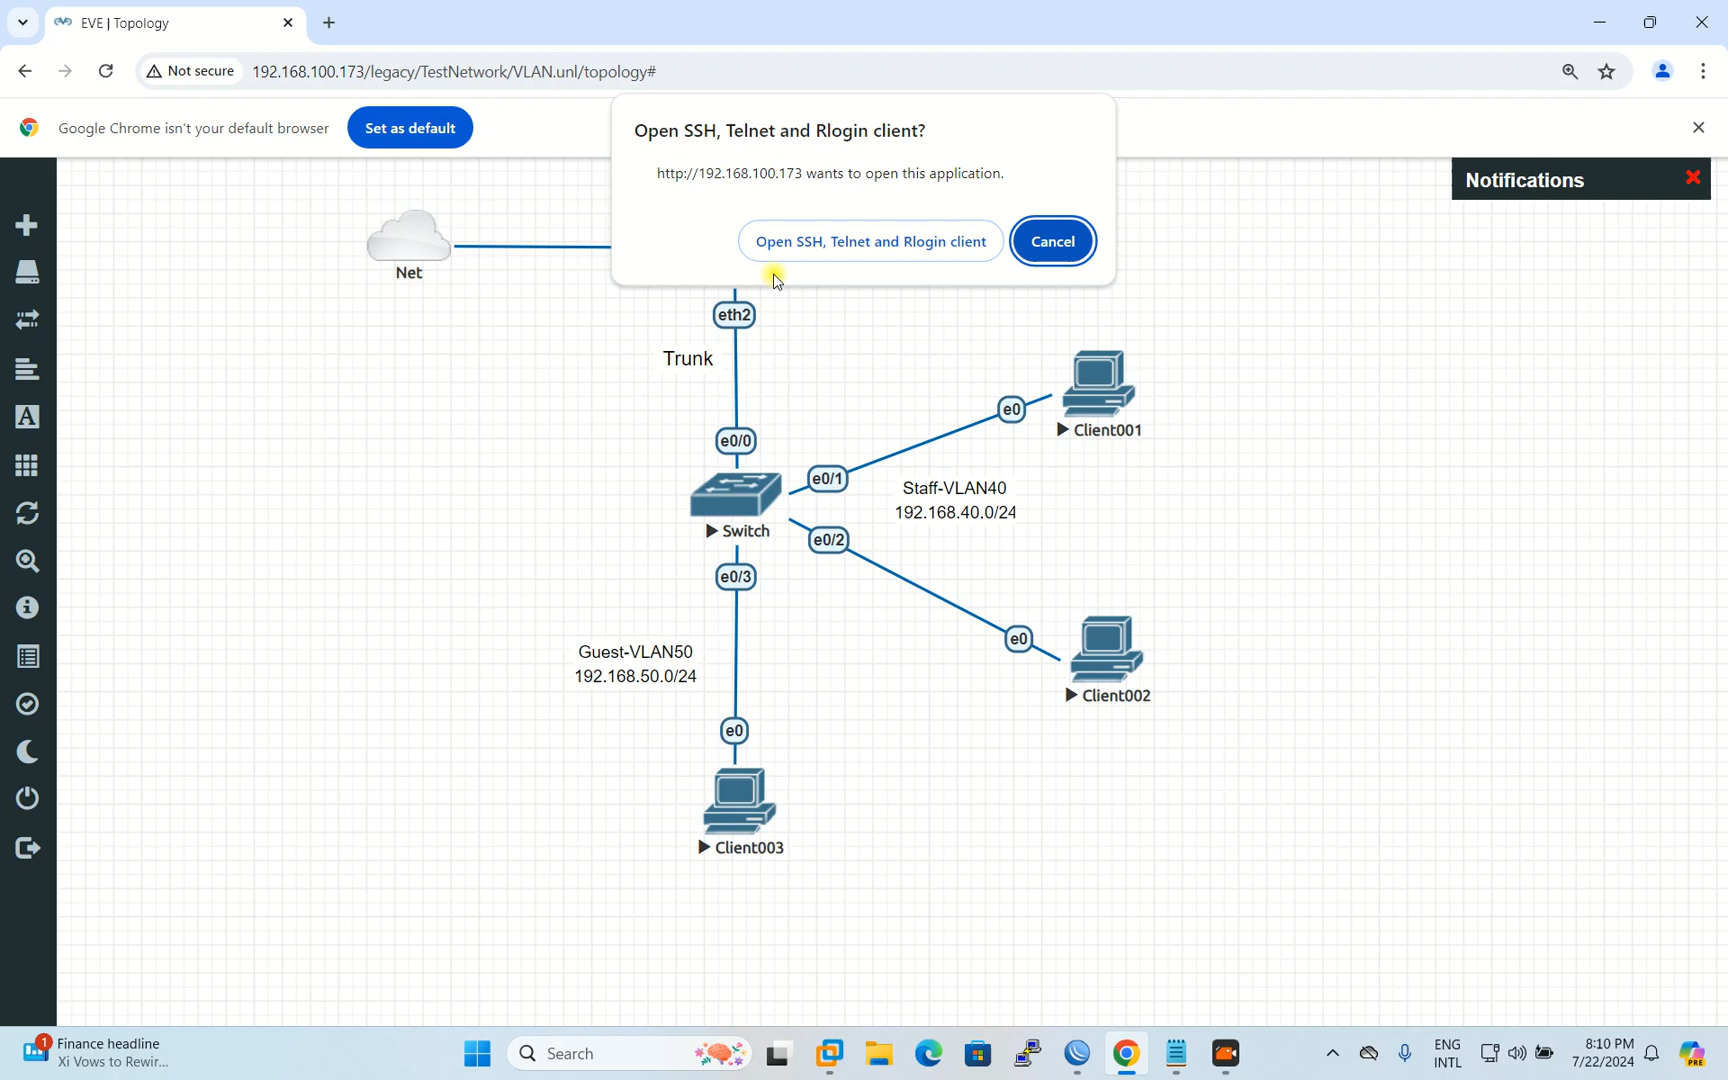 EVE | Topology
Not secure
192.168.100.173/legacy/TestNetwork/VLAN.unl/topology#
Google Chrome isn't your default browser
Set as default
Open SSH, Telnet and Rlogin client?
http://192.168.100.173 wants to open this application.
Open SSH, Telnet and Rlogin client
Cancel
Notifications
Net
eth2
Trunk
e0
Client001
e0/0
e0/1
Staff-VLAN40
192.168.40.0/24
Switch
e0/2
e0/3
e0
Guest-VLAN50
192.168.50.0/24
Client002
e0
Client003
A
1
Finance headline
Xi Vows to Rewir...
Search
ENG
INTL
8:10 PM
7/22/2024
PRE